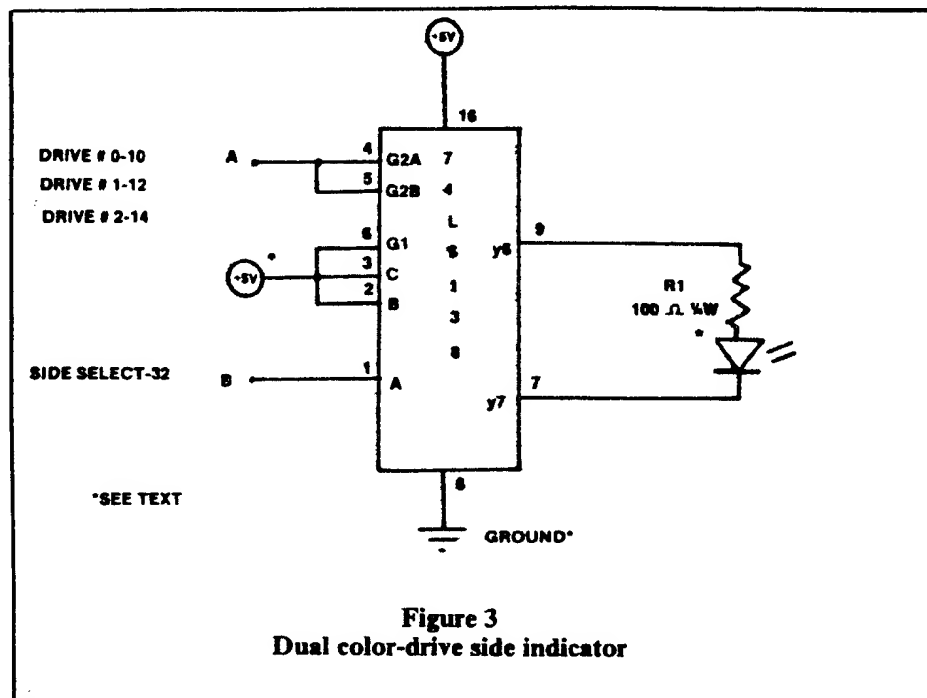 +5V
16
DRIVE # 0-10 A 4 G2A 7
DRIVE # 1-12 5 G2B 4
DRIVE # 2-14 L
6 G1 S y6 9
+5V * 3 C 1
2 B 3
8
R1
100 Ω ¼W
*
SIDE SELECT-32 B 1 A
y7 7
8
*SEE TEXT
GROUND*
Figure 3
Dual color-drive side indicator